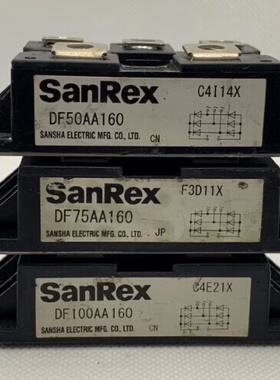 SanRex C4I14X
DF50AA160
SANSHA ELECTRIC MFG. CO., LTD. CN
SanRex F3D11X
DF75AA160
SANSHA ELECTRIC MFG. CO., LTD. JP
SanRex C4E21X
DF100AA160
SANSHA ELECTRIC MFG. CO., LTD. CN